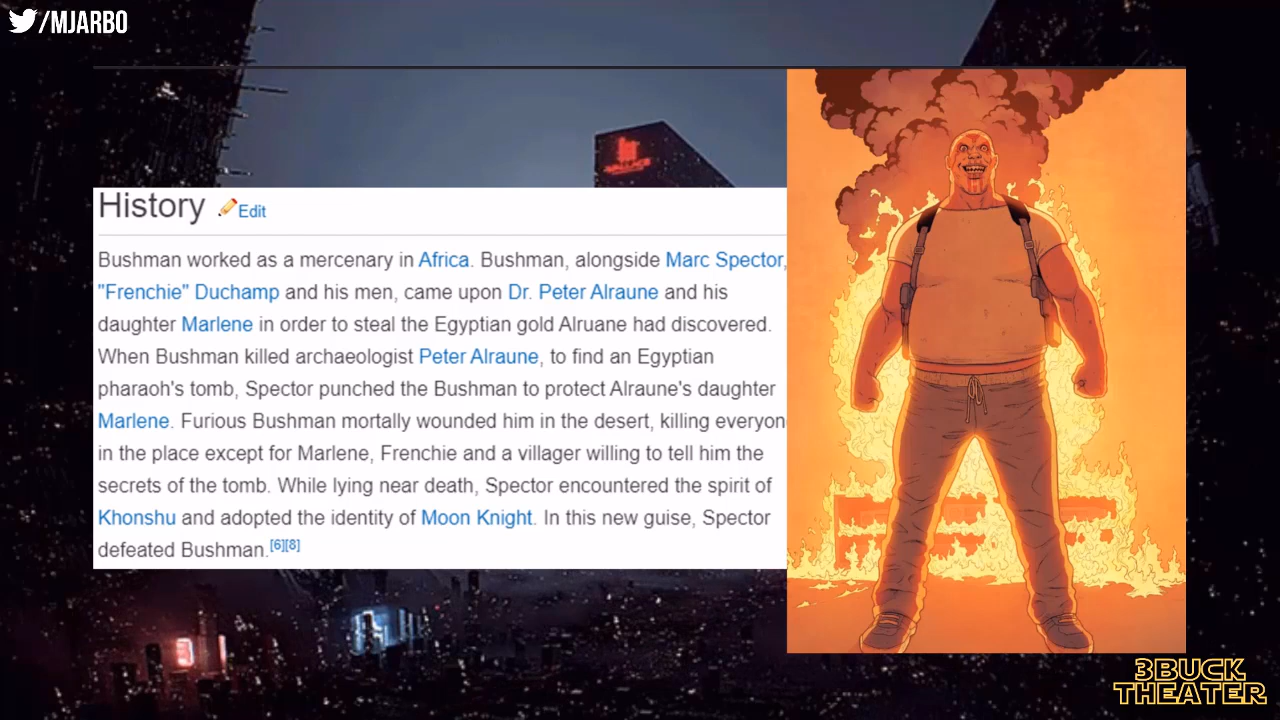 /MJARBO
History Edit
Bushman worked as a mercenary in Africa. Bushman, alongside Marc Spector,
"Frenchie" Duchamp and his men, came upon Dr. Peter Alraune and his
daughter Marlene in order to steal the Egyptian gold Alruane had discovered.
When Bushman killed archaeologist Peter Alraune, to find an Egyptian
pharaoh's tomb, Spector punched the Bushman to protect Alraune's daughter
Marlene. Furious Bushman mortally wounded him in the desert, killing everyon
in the place except for Marlene, Frenchie and a villager willing to tell him the
secrets of the tomb. While lying near death, Spector encountered the spirit of
Khonshu and adopted the identity of Moon Knight. In this new guise, Spector
defeated Bushman.[6][8]
3BUCK
THEATER